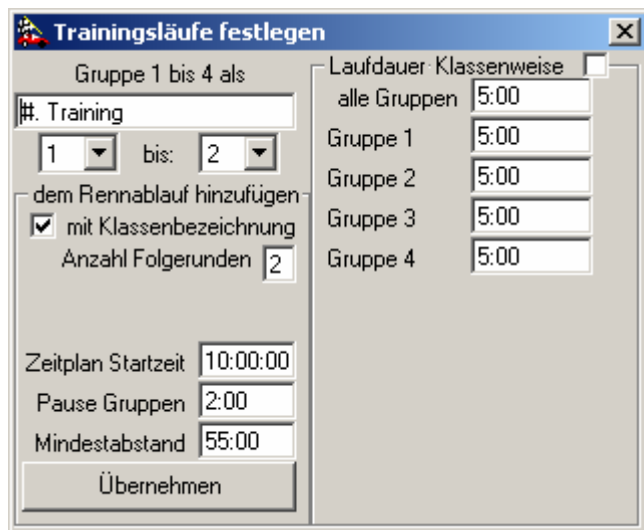 Trainingsläufe festlegen
Gruppe 1 bis 4 als
#. Training
1 bis: 2
dem Rennablauf hinzufügen
mit Klassenbezeichnung
Anzahl Folgerunden 2
Zeitplan Startzeit 10:00:00
Pause Gruppen 2:00
Mindestabstand 55:00
Übernehmen
Laufdauer Klassenweise
alle Gruppen 5:00
Gruppe 1 5:00
Gruppe 2 5:00
Gruppe 3 5:00
Gruppe 4 5:00